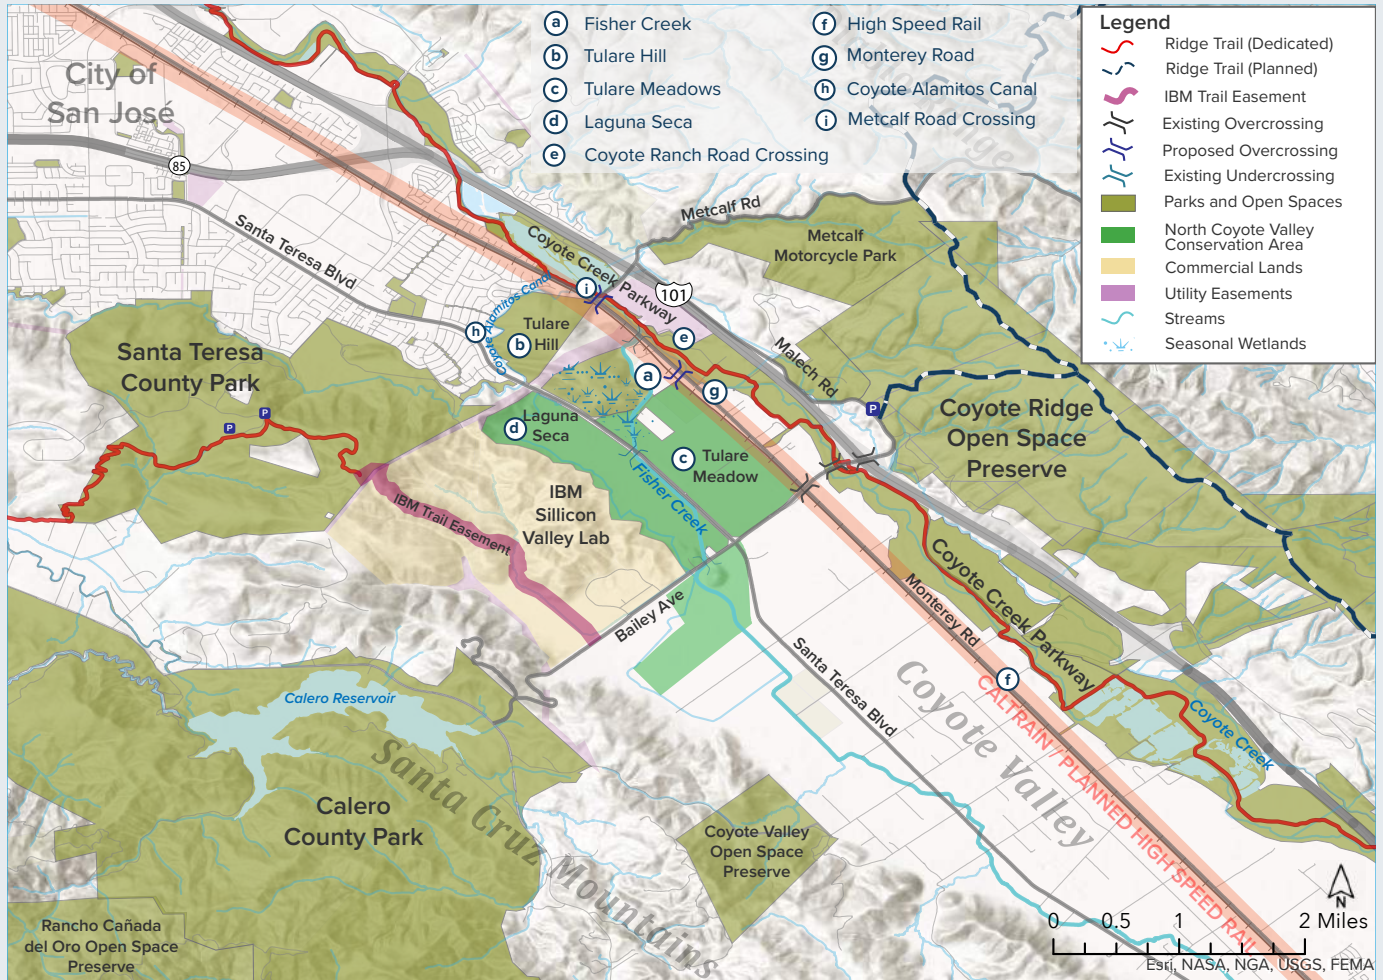 a Fisher Creek
b Tulare Hill
c Tulare Meadows
d Laguna Seca
e Coyote Ranch Road Crossing
f High Speed Rail
g Monterey Road
h Coyote Alamitos Canal
i Metcalf Road Crossing
Legend
Ridge Trail (Dedicated)
Ridge Trail (Planned)
IBM Trail Easement
Existing Overcrossing
Proposed Overcrossing
Existing Undercrossing
Parks and Open Spaces
North Coyote Valley
Conservation Area
Commercial Lands
Utility Easements
Streams
Seasonal Wetlands
City of
San José
85
Santa Teresa Blvd
Metcalf Rd
Metcalf
Motorcycle Park
Coyote Creek Parkway
101
i
Coyote Alamitos Canal
h
Tulare
Hill
b
e
Malech Rd
Santa Teresa
County Park
a
g
P
P
P
Coyote Ridge
Open Space
Preserve
Laguna
Seca
d
c
Tulare
Meadow
Fisher Creek
IBM
Sillicon
Valley Lab
IBM Trail Easement
Bailey Ave
Monterey Rd
Coyote Creek Parkway
f
Santa Teresa Blvd
Coyote Valley
CALTRAIN / PLANNED HIGH SPEED RAIL
Coyote Creek
Calero Reservoir
Santa Cruz Mountains
Calero
County Park
Coyote Valley
Open Space
Preserve
Rancho Cañada
del Oro Open Space
Preserve
N
0 0.5 1 2 Miles
Esri, NASA, NGA, USGS, FEMA